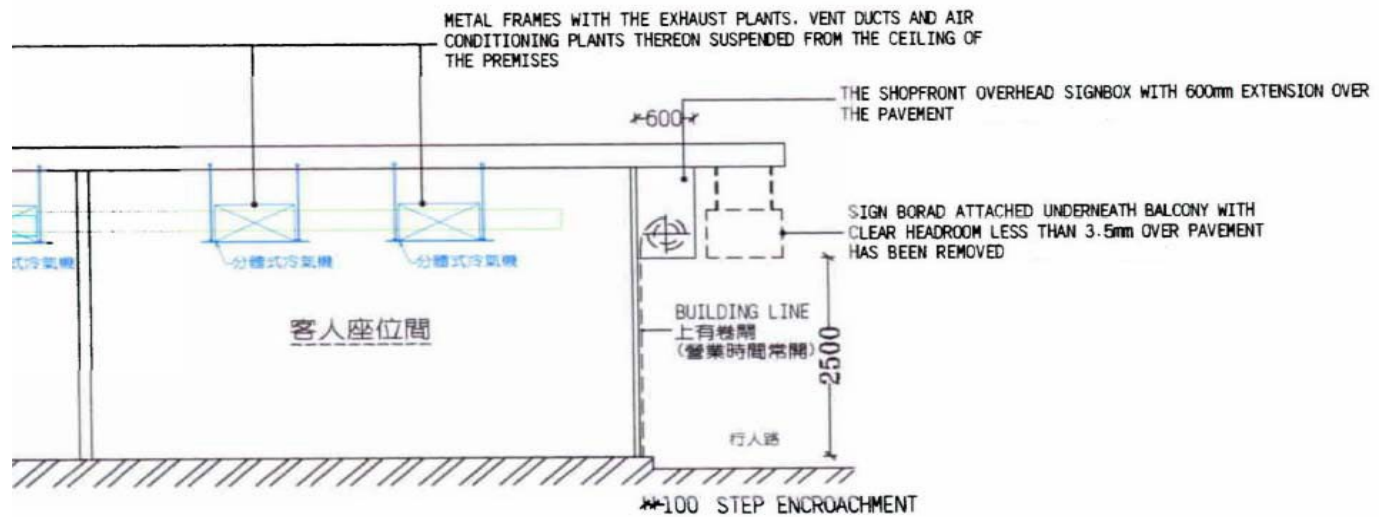 METAL FRAMES WITH THE EXHAUST PLANTS, VENT DUCTS AND AIR
CONDITIONING PLANTS THEREON SUSPENDED FROM THE CEILING OF
THE PREMISES
THE SHOPFRONT OVERHEAD SIGNBOX WITH 600mm EXTENSION OVER
THE PAVEMENT
600
SIGN BORAD ATTACHED UNDERNEATH BALCONY WITH
CLEAR HEADROOM LESS THAN 3.5mm OVER PAVEMENT
HAS BEEN REMOVED
式冷氣機
分體式冷氣機
分體式冷氣機
客人座位間
BUILDING LINE
上有卷閘
(營業時間常開)
2500
行人路
100 STEP ENCROACHMENT